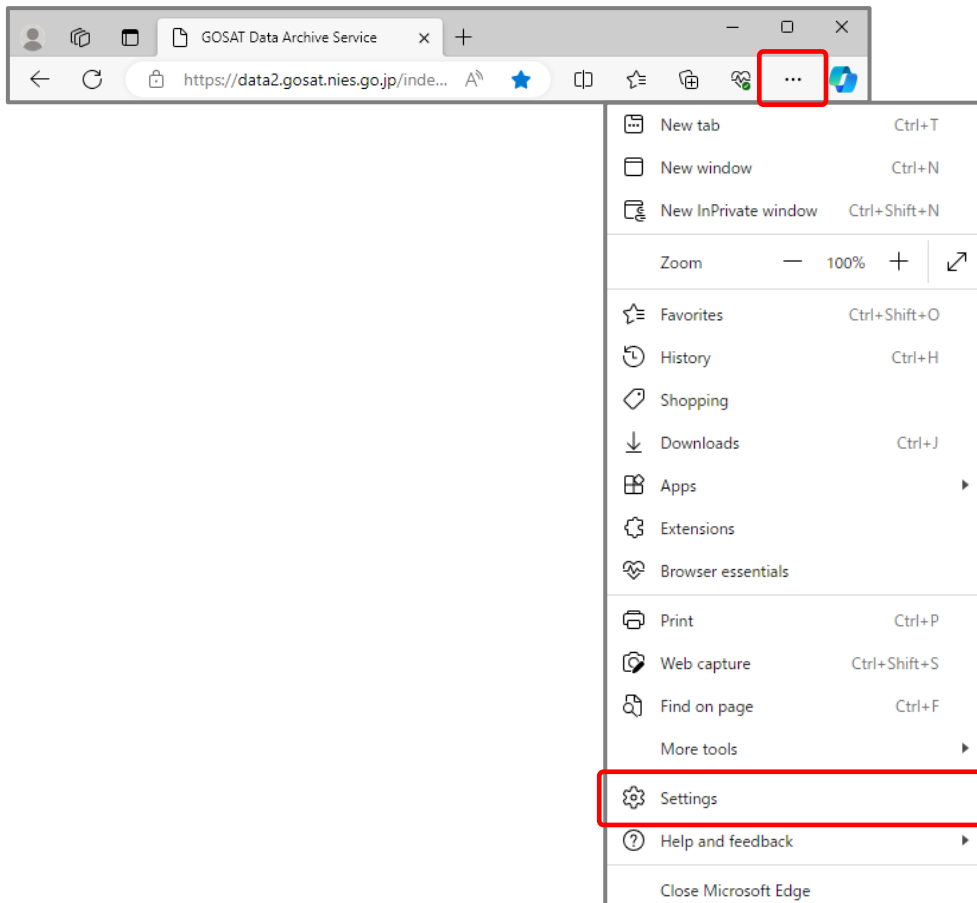 GOSAT Data Archive Service
https://data2.gosat.nies.go.jp/inde...
New tab Ctrl+T
New window Ctrl+N
New InPrivate window Ctrl+Shift+N
Zoom 100%
Favorites Ctrl+Shift+O
History Ctrl+H
Shopping
Downloads Ctrl+J
Apps
Extensions
Browser essentials
Print Ctrl+P
Web capture Ctrl+Shift+S
Find on page Ctrl+F
More tools
Settings
Help and feedback
Close Microsoft Edge